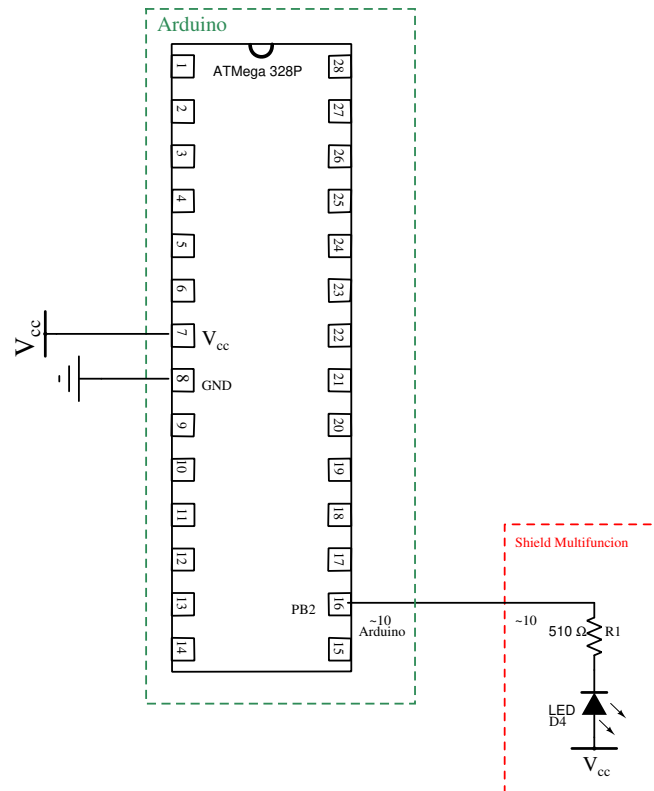 Arduino
ATMega 328P
1
28
2
27
3
26
4
25
5
24
6
23
Vcc
7
Vcc
22
8
GND
21
9
20
10
19
11
18
Shield Multifuncion
12
17
13
PB2
16
~10
Arduino
~10
510 Ω
R1
14
15
LED
D4
Vcc